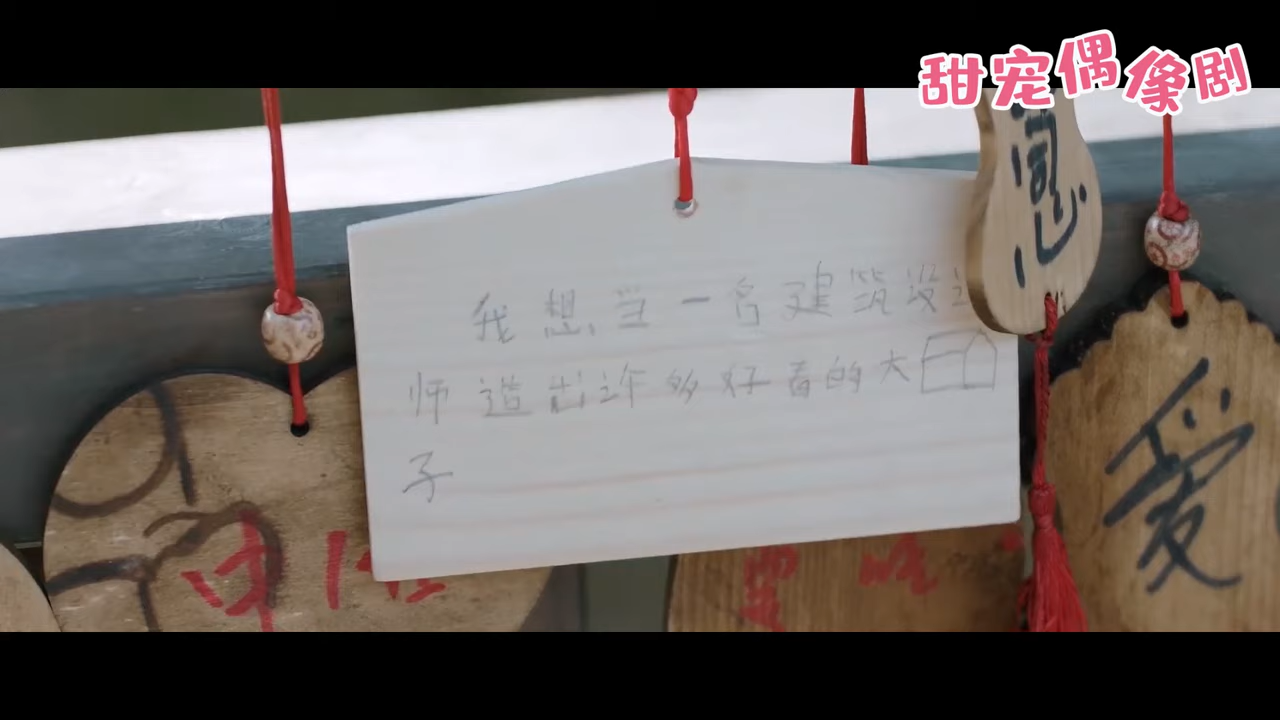 甜宠偶像剧
我想当一名建筑设
师造出许多好看的大
子
爱